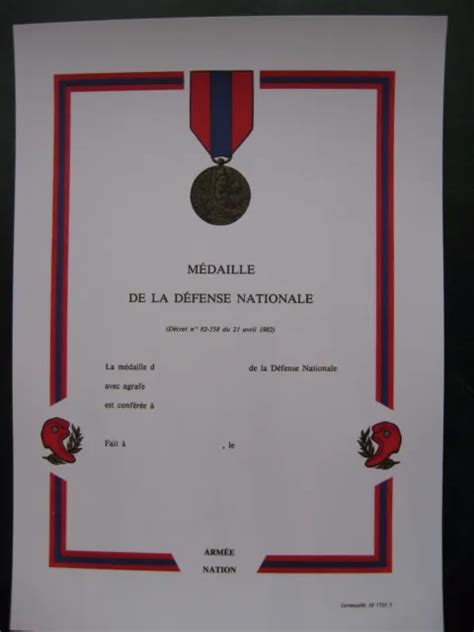 MÉDAILLE
DE LA DÉFENSE NATIONALE
(Décret n° 82-358 du 21 avril 1982)
La médaille d de la Défense Nationale
avec agrafe
est conférée à
Fait à , le
ARMÉE
NATION